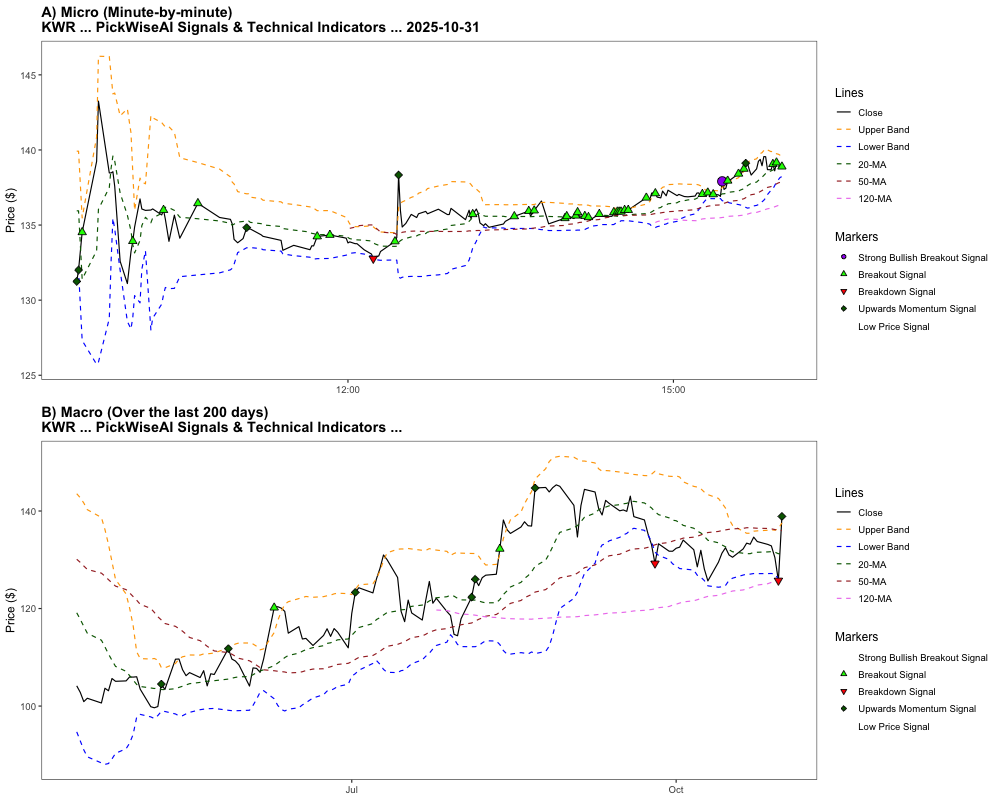 A) Micro (Minute-by-minute)
KWR ... PickWiseAI Signals & Technical Indicators ... 2025-10-31
Price ($)
145
140
135
130
125
12:00
15:00
Lines
Close
Upper Band
Lower Band
20-MA
50-MA
120-MA
Markers
Strong Bullish Breakout Signal
Breakout Signal
Breakdown Signal
Upwards Momentum Signal
Low Price Signal
B) Macro (Over the last 200 days)
KWR ... PickWiseAI Signals & Technical Indicators ...
Price ($)
140
120
100
Jul
Oct
Lines
Close
Upper Band
Lower Band
20-MA
50-MA
120-MA
Markers
Strong Bullish Breakout Signal
Breakout Signal
Breakdown Signal
Upwards Momentum Signal
Low Price Signal